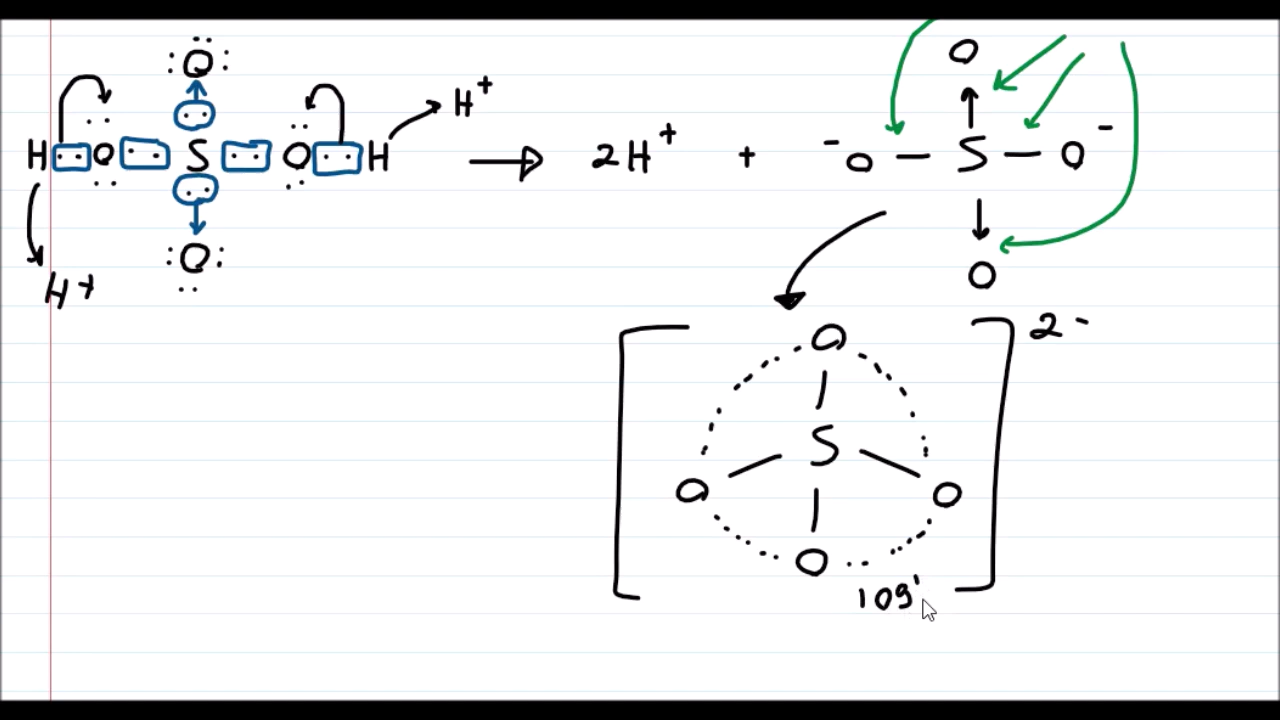 :Ö:
H+
H : O : S : O : H → 2H+ + -O — S — O-
:O:
H+
O
O
2-
O
S
O O
O
109'